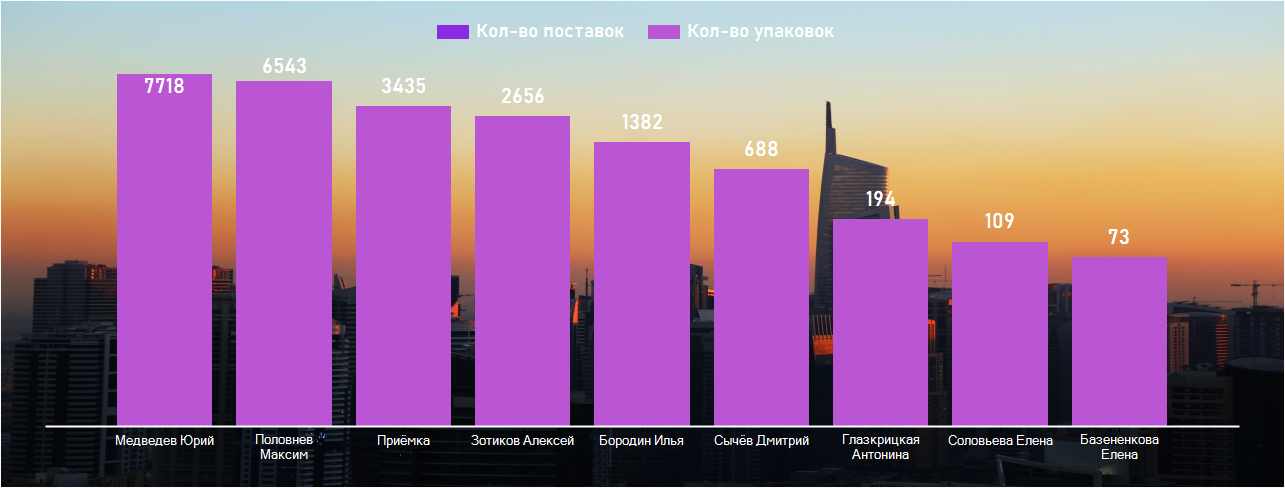 Кол-во поставок Кол-во упаковок
7718
6543
3435
2656
1382
688
194
109
73
Медведев Юрий
Половнев
Максим
Приёмка
Зотиков Алексей
Бородин Илья
Сычёв Дмитрий
Глазкрицкая
Антонина
Соловьева Елена
Базененкова
Елена